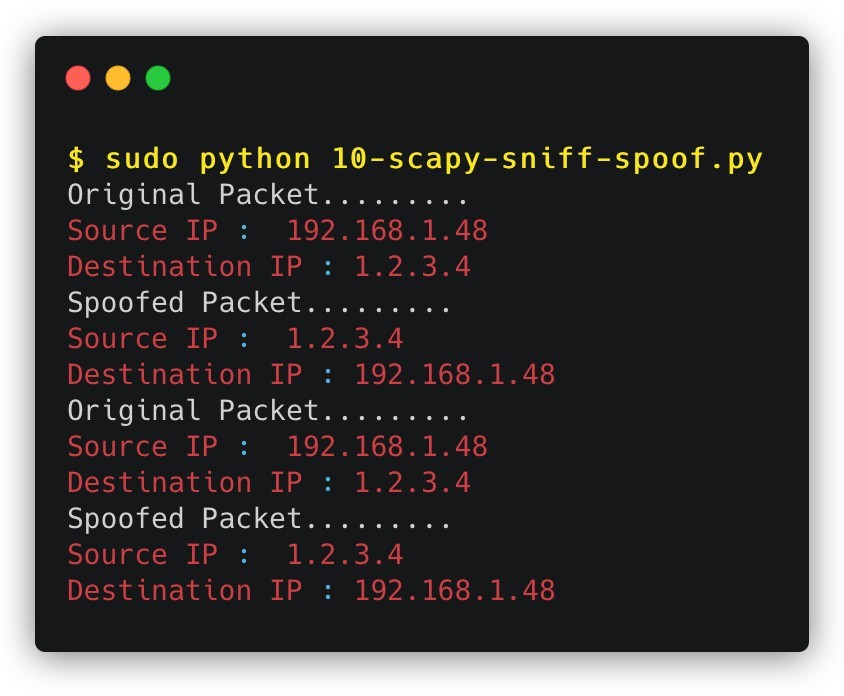 $ sudo python 10-scapy-sniff-spoof.py
Original Packet.........
Source IP :  192.168.1.48
Destination IP : 1.2.3.4
Spoofed Packet.........
Source IP :  1.2.3.4
Destination IP : 192.168.1.48
Original Packet.........
Source IP :  192.168.1.48
Destination IP : 1.2.3.4
Spoofed Packet.........
Source IP :  1.2.3.4
Destination IP : 192.168.1.48